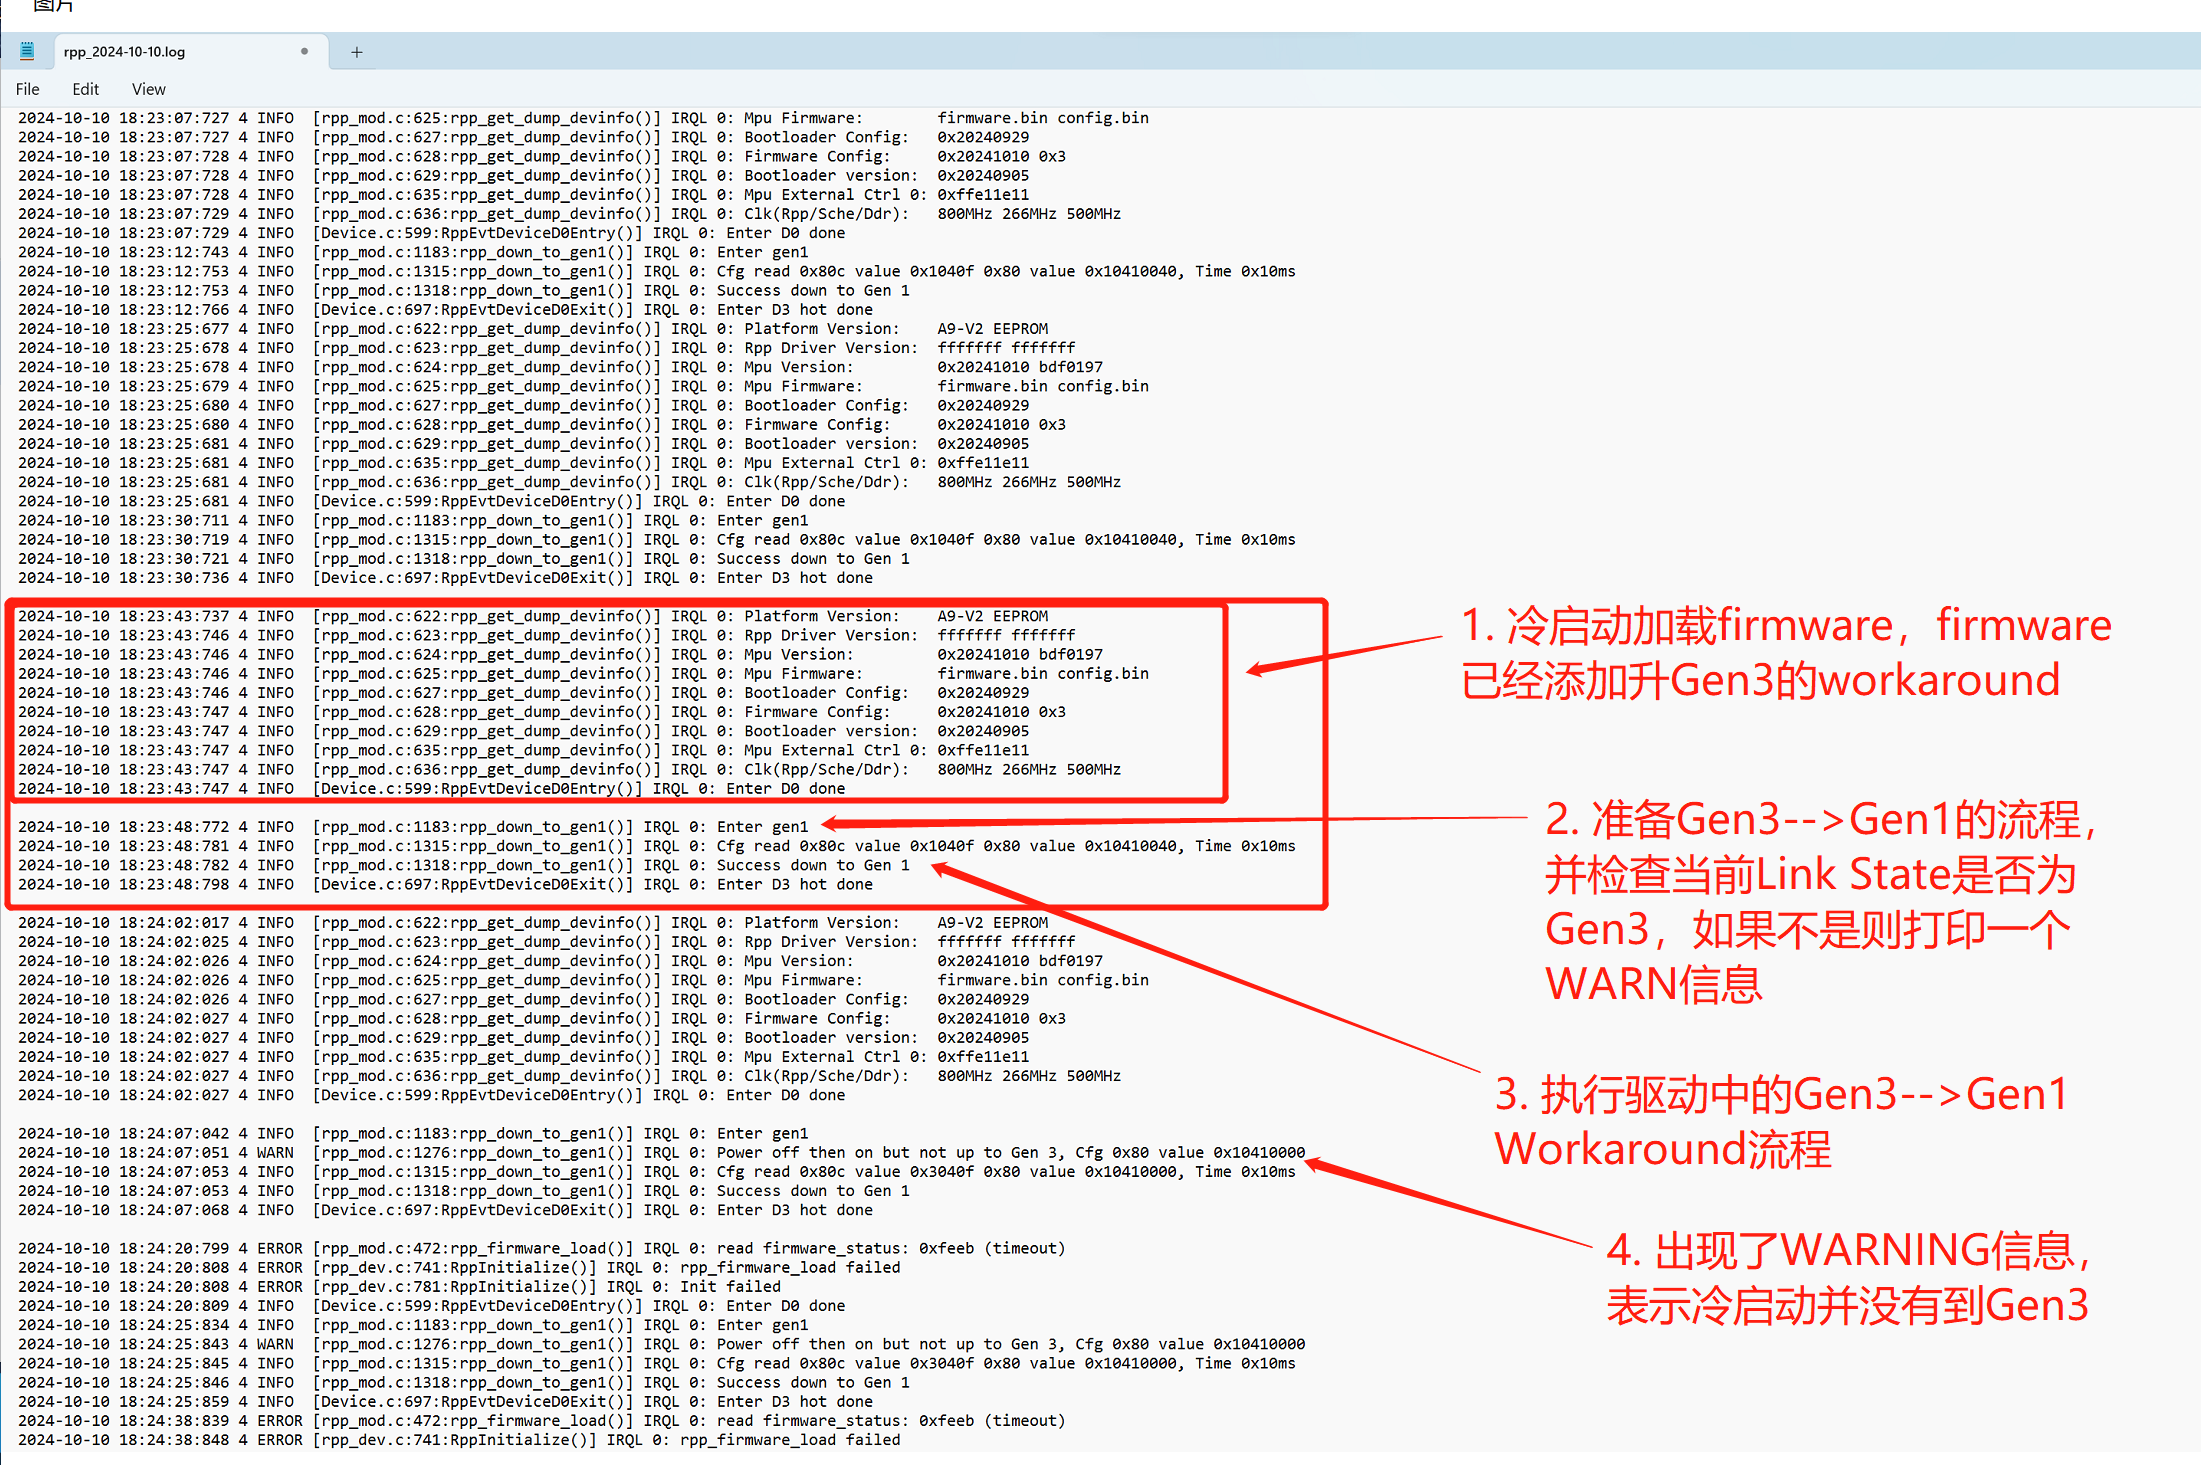 图片
rpp_2024-10-10.log
File Edit View
2024-10-10 18:23:07:727 4 INFO [rpp_mod.c:625:rpp_get_dump_devinfo()] IRQL 0: Mpu Firmware: firmware.bin config.bin
2024-10-10 18:23:07:727 4 INFO [rpp_mod.c:627:rpp_get_dump_devinfo()] IRQL 0: Bootloader Config: 0x20240929
2024-10-10 18:23:07:728 4 INFO [rpp_mod.c:628:rpp_get_dump_devinfo()] IRQL 0: Firmware Config: 0x20241010 0x3
2024-10-10 18:23:07:728 4 INFO [rpp_mod.c:629:rpp_get_dump_devinfo()] IRQL 0: Bootloader version: 0x20240905
2024-10-10 18:23:07:728 4 INFO [rpp_mod.c:635:rpp_get_dump_devinfo()] IRQL 0: Mpu External Ctrl 0: 0xffe11e11
2024-10-10 18:23:07:729 4 INFO [rpp_mod.c:636:rpp_get_dump_devinfo()] IRQL 0: Clk(Rpp/Sche/Ddr): 800MHz 266MHz 500MHz
2024-10-10 18:23:07:729 4 INFO [Device.c:599:RppEvtDeviceD0Entry()] IRQL 0: Enter D0 done
2024-10-10 18:23:12:743 4 INFO [rpp_mod.c:1183:rpp_down_to_gen1()] IRQL 0: Enter gen1
2024-10-10 18:23:12:753 4 INFO [rpp_mod.c:1315:rpp_down_to_gen1()] IRQL 0: Cfg read 0x80c value 0x1040f 0x80 value 0x10410040, Time 0x10ms
2024-10-10 18:23:12:753 4 INFO [rpp_mod.c:1318:rpp_down_to_gen1()] IRQL 0: Success down to Gen 1
2024-10-10 18:23:12:766 4 INFO [Device.c:697:RppEvtDeviceD0Exit()] IRQL 0: Enter D3 hot done
2024-10-10 18:23:25:677 4 INFO [rpp_mod.c:622:rpp_get_dump_devinfo()] IRQL 0: Platform Version: A9-V2 EEPROM
2024-10-10 18:23:25:678 4 INFO [rpp_mod.c:623:rpp_get_dump_devinfo()] IRQL 0: Rpp Driver Version: fffffff fffffff
2024-10-10 18:23:25:678 4 INFO [rpp_mod.c:624:rpp_get_dump_devinfo()] IRQL 0: Mpu Version: 0x20241010 bdf0197
2024-10-10 18:23:25:679 4 INFO [rpp_mod.c:625:rpp_get_dump_devinfo()] IRQL 0: Mpu Firmware: firmware.bin config.bin
2024-10-10 18:23:25:680 4 INFO [rpp_mod.c:627:rpp_get_dump_devinfo()] IRQL 0: Bootloader Config: 0x20240929
2024-10-10 18:23:25:680 4 INFO [rpp_mod.c:628:rpp_get_dump_devinfo()] IRQL 0: Firmware Config: 0x20241010 0x3
2024-10-10 18:23:25:681 4 INFO [rpp_mod.c:629:rpp_get_dump_devinfo()] IRQL 0: Bootloader version: 0x20240905
2024-10-10 18:23:25:681 4 INFO [rpp_mod.c:635:rpp_get_dump_devinfo()] IRQL 0: Mpu External Ctrl 0: 0xffe11e11
2024-10-10 18:23:25:681 4 INFO [rpp_mod.c:636:rpp_get_dump_devinfo()] IRQL 0: Clk(Rpp/Sche/Ddr): 800MHz 266MHz 500MHz
2024-10-10 18:23:25:681 4 INFO [Device.c:599:RppEvtDeviceD0Entry()] IRQL 0: Enter D0 done
2024-10-10 18:23:30:711 4 INFO [rpp_mod.c:1183:rpp_down_to_gen1()] IRQL 0: Enter gen1
2024-10-10 18:23:30:719 4 INFO [rpp_mod.c:1315:rpp_down_to_gen1()] IRQL 0: Cfg read 0x80c value 0x1040f 0x80 value 0x10410040, Time 0x10ms
2024-10-10 18:23:30:721 4 INFO [rpp_mod.c:1318:rpp_down_to_gen1()] IRQL 0: Success down to Gen 1
2024-10-10 18:23:30:736 4 INFO [Device.c:697:RppEvtDeviceD0Exit()] IRQL 0: Enter D3 hot done
2024-10-10 18:23:43:737 4 INFO [rpp_mod.c:622:rpp_get_dump_devinfo()] IRQL 0: Platform Version: A9-V2 EEPROM
2024-10-10 18:23:43:746 4 INFO [rpp_mod.c:623:rpp_get_dump_devinfo()] IRQL 0: Rpp Driver Version: fffffff fffffff
2024-10-10 18:23:43:746 4 INFO [rpp_mod.c:624:rpp_get_dump_devinfo()] IRQL 0: Mpu Version: 0x20241010 bdf0197
2024-10-10 18:23:43:746 4 INFO [rpp_mod.c:625:rpp_get_dump_devinfo()] IRQL 0: Mpu Firmware: firmware.bin config.bin
2024-10-10 18:23:43:746 4 INFO [rpp_mod.c:627:rpp_get_dump_devinfo()] IRQL 0: Bootloader Config: 0x20240929
2024-10-10 18:23:43:747 4 INFO [rpp_mod.c:628:rpp_get_dump_devinfo()] IRQL 0: Firmware Config: 0x20241010 0x3
2024-10-10 18:23:43:747 4 INFO [rpp_mod.c:629:rpp_get_dump_devinfo()] IRQL 0: Bootloader version: 0x20240905
2024-10-10 18:23:43:747 4 INFO [rpp_mod.c:635:rpp_get_dump_devinfo()] IRQL 0: Mpu External Ctrl 0: 0xffe11e11
2024-10-10 18:23:43:747 4 INFO [rpp_mod.c:636:rpp_get_dump_devinfo()] IRQL 0: Clk(Rpp/Sche/Ddr): 800MHz 266MHz 500MHz
2024-10-10 18:23:43:747 4 INFO [Device.c:599:RppEvtDeviceD0Entry()] IRQL 0: Enter D0 done
2024-10-10 18:23:48:772 4 INFO [rpp_mod.c:1183:rpp_down_to_gen1()] IRQL 0: Enter gen1
2024-10-10 18:23:48:781 4 INFO [rpp_mod.c:1315:rpp_down_to_gen1()] IRQL 0: Cfg read 0x80c value 0x1040f 0x80 value 0x10410040, Time 0x10ms
2024-10-10 18:23:48:782 4 INFO [rpp_mod.c:1318:rpp_down_to_gen1()] IRQL 0: Success down to Gen 1
2024-10-10 18:23:48:798 4 INFO [Device.c:697:RppEvtDeviceD0Exit()] IRQL 0: Enter D3 hot done
2024-10-10 18:24:02:017 4 INFO [rpp_mod.c:622:rpp_get_dump_devinfo()] IRQL 0: Platform Version: A9-V2 EEPROM
2024-10-10 18:24:02:025 4 INFO [rpp_mod.c:623:rpp_get_dump_devinfo()] IRQL 0: Rpp Driver Version: fffffff fffffff
2024-10-10 18:24:02:026 4 INFO [rpp_mod.c:624:rpp_get_dump_devinfo()] IRQL 0: Mpu Version: 0x20241010 bdf0197
2024-10-10 18:24:02:026 4 INFO [rpp_mod.c:625:rpp_get_dump_devinfo()] IRQL 0: Mpu Firmware: firmware.bin config.bin
2024-10-10 18:24:02:026 4 INFO [rpp_mod.c:627:rpp_get_dump_devinfo()] IRQL 0: Bootloader Config: 0x20240929
2024-10-10 18:24:02:027 4 INFO [rpp_mod.c:628:rpp_get_dump_devinfo()] IRQL 0: Firmware Config: 0x20241010 0x3
2024-10-10 18:24:02:027 4 INFO [rpp_mod.c:629:rpp_get_dump_devinfo()] IRQL 0: Bootloader version: 0x20240905
2024-10-10 18:24:02:027 4 INFO [rpp_mod.c:635:rpp_get_dump_devinfo()] IRQL 0: Mpu External Ctrl 0: 0xffe11e11
2024-10-10 18:24:02:027 4 INFO [rpp_mod.c:636:rpp_get_dump_devinfo()] IRQL 0: Clk(Rpp/Sche/Ddr): 800MHz 266MHz 500MHz
2024-10-10 18:24:02:027 4 INFO [Device.c:599:RppEvtDeviceD0Entry()] IRQL 0: Enter D0 done
2024-10-10 18:24:07:042 4 INFO [rpp_mod.c:1183:rpp_down_to_gen1()] IRQL 0: Enter gen1
2024-10-10 18:24:07:051 4 WARN [rpp_mod.c:1276:rpp_down_to_gen1()] IRQL 0: Power off then on but not up to Gen 3, Cfg 0x80 value 0x10410000
2024-10-10 18:24:07:053 4 INFO [rpp_mod.c:1315:rpp_down_to_gen1()] IRQL 0: Cfg read 0x80c value 0x3040f 0x80 value 0x10410000, Time 0x10ms
2024-10-10 18:24:07:053 4 INFO [rpp_mod.c:1318:rpp_down_to_gen1()] IRQL 0: Success down to Gen 1
2024-10-10 18:24:07:068 4 INFO [Device.c:697:RppEvtDeviceD0Exit()] IRQL 0: Enter D3 hot done
2024-10-10 18:24:20:799 4 ERROR [rpp_mod.c:472:rpp_firmware_load()] IRQL 0: read firmware_status: 0xfeeb (timeout)
2024-10-10 18:24:20:808 4 ERROR [rpp_dev.c:741:RppInitialize()] IRQL 0: rpp_firmware_load failed
2024-10-10 18:24:20:808 4 ERROR [rpp_dev.c:781:RppInitialize()] IRQL 0: Init failed
2024-10-10 18:24:20:809 4 INFO [Device.c:599:RppEvtDeviceD0Entry()] IRQL 0: Enter D0 done
2024-10-10 18:24:25:834 4 INFO [rpp_mod.c:1183:rpp_down_to_gen1()] IRQL 0: Enter gen1
2024-10-10 18:24:25:843 4 WARN [rpp_mod.c:1276:rpp_down_to_gen1()] IRQL 0: Power off then on but not up to Gen 3, Cfg 0x80 value 0x10410000
2024-10-10 18:24:25:845 4 INFO [rpp_mod.c:1315:rpp_down_to_gen1()] IRQL 0: Cfg read 0x80c value 0x3040f 0x80 value 0x10410000, Time 0x10ms
2024-10-10 18:24:25:846 4 INFO [rpp_mod.c:1318:rpp_down_to_gen1()] IRQL 0: Success down to Gen 1
2024-10-10 18:24:25:859 4 INFO [Device.c:697:RppEvtDeviceD0Exit()] IRQL 0: Enter D3 hot done
2024-10-10 18:24:38:839 4 ERROR [rpp_mod.c:472:rpp_firmware_load()] IRQL 0: read firmware_status: 0xfeeb (timeout)
2024-10-10 18:24:38:848 4 ERROR [rpp_dev.c:741:RppInitialize()] IRQL 0: rpp_firmware_load failed
1. 冷启动加载firmware，firmware
已经添加升Gen3的workaround
2. 准备Gen3-->Gen1的流程，
并检查当前Link State是否为
Gen3，如果不是则打印一个
WARN信息
3. 执行驱动中的Gen3-->Gen1
Workaround流程
4. 出现了WARNING信息，
表示冷启动并没有到Gen3